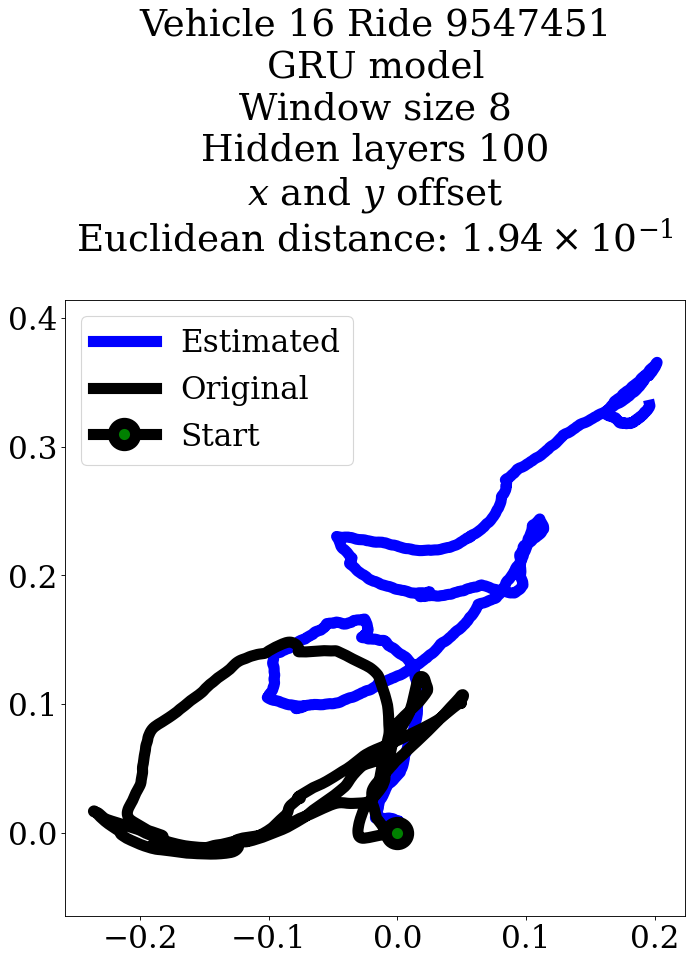 Vehicle 16 Ride 9547451
GRU model
Window size 8
Hidden layers 100
x and y offset
Euclidean distance: 1.94 × 10⁻¹
Estimated
Original
Start
0.4
0.3
0.2
0.1
0.0
−0.2 −0.1 0.0 0.1 0.2